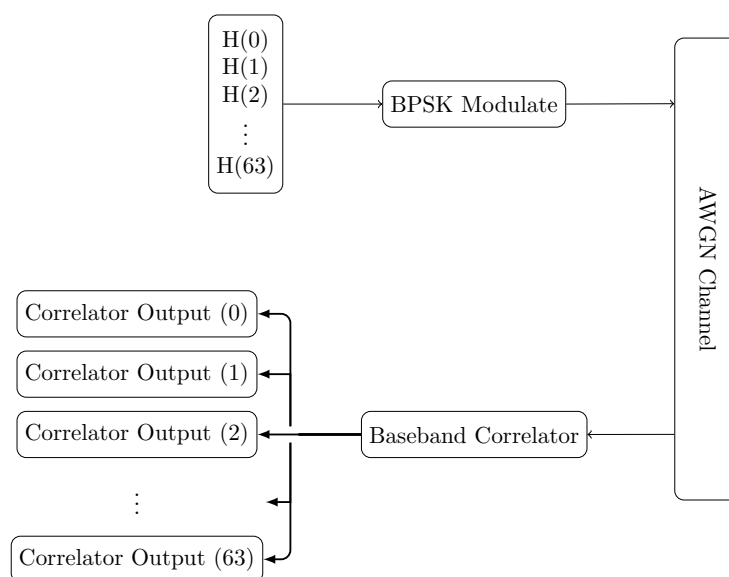 H(0)
H(1)
H(2)
⋮
H(63)
BPSK Modulate
AWGN Channel
Correlator Output (0)
Correlator Output (1)
Correlator Output (2)
Baseband Correlator
⋮
Correlator Output (63)